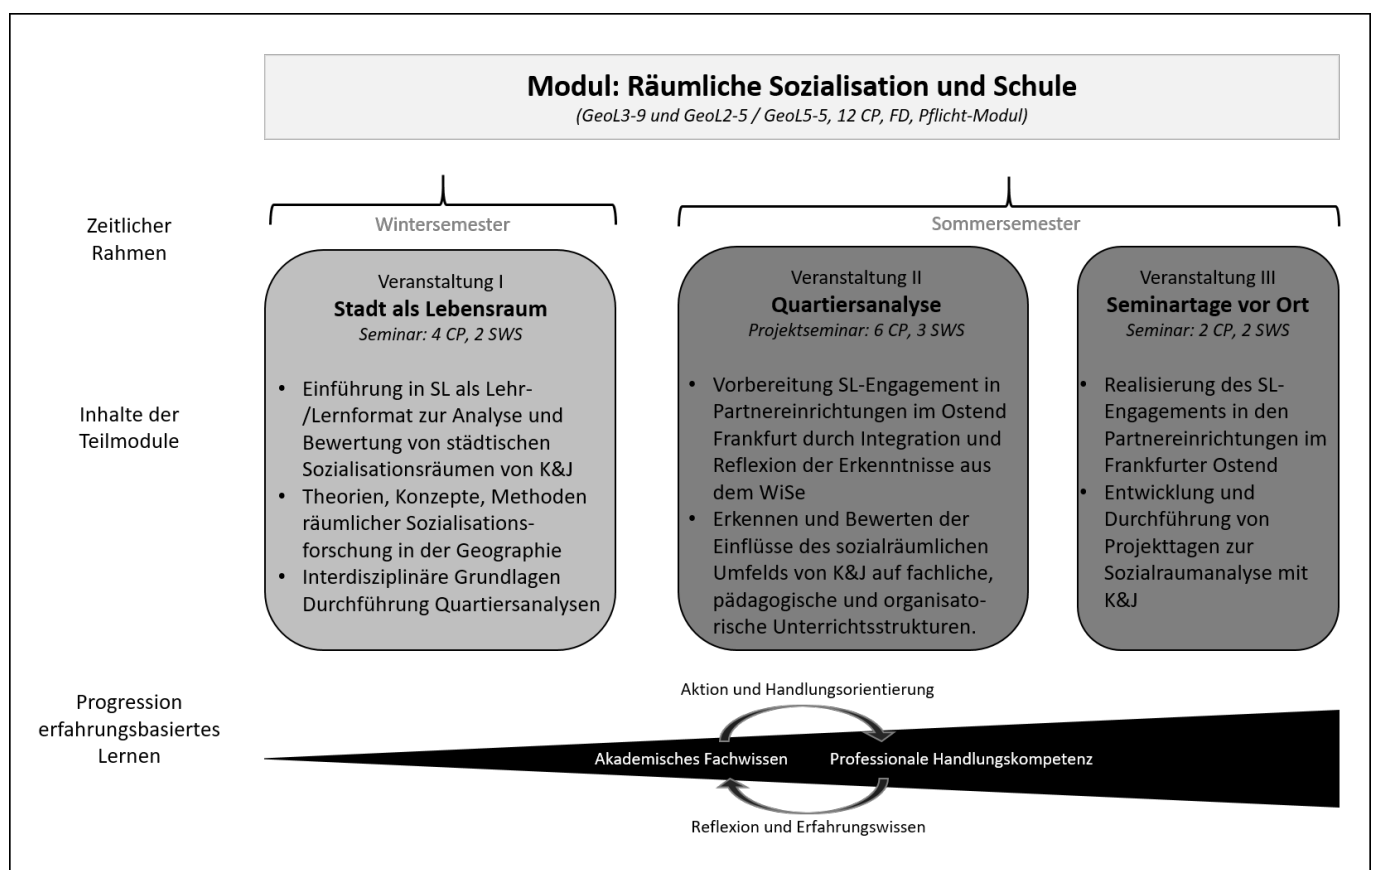 Modul: Räumliche Sozialisation und Schule
(GeoL3-9 und GeoL2-5 / GeoL5-5, 12 CP, FD, Pflicht-Modul)
Zeitlicher
Rahmen
Wintersemester
Sommersemester
Inhalte der
Teilmodule
Veranstaltung I
Stadt als Lebensraum
Seminar: 4 CP, 2 SWS
• Einführung in SL als Lehr-
/Lernformat zur Analyse und
Bewertung von städtischen
Sozialisationsräumen von K&J
• Theorien, Konzepte, Methoden
räumlicher Sozialisations-
forschung in der Geographie
• Interdisziplinäre Grundlagen
Durchführung Quartiersanalysen
Veranstaltung II
Quartiersanalyse
Projektseminar: 6 CP, 3 SWS
• Vorbereitung SL-Engagement in
Partnereinrichtungen im Ostend
Frankfurt durch Integration und
Reflexion der Erkenntnisse aus
dem WiSe
• Erkennen und Bewerten der
Einflüsse des sozialräumlichen
Umfelds von K&J auf fachliche,
pädagogische und organisato-
rische Unterrichtsstrukturen.
Veranstaltung III
Seminartage vor Ort
Seminar: 2 CP, 2 SWS
• Realisierung des SL-
Engagements in den
Partnereinrichtungen im
Frankfurter Ostend
• Entwicklung und
Durchführung von
Projekttagen zur
Sozialraumanalyse mit
K&J
Progression
erfahrungsbasiertes
Lernen
Aktion und Handlungsorientierung
Akademisches Fachwissen
Professionale Handlungskompetenz
Reflexion und Erfahrungswissen